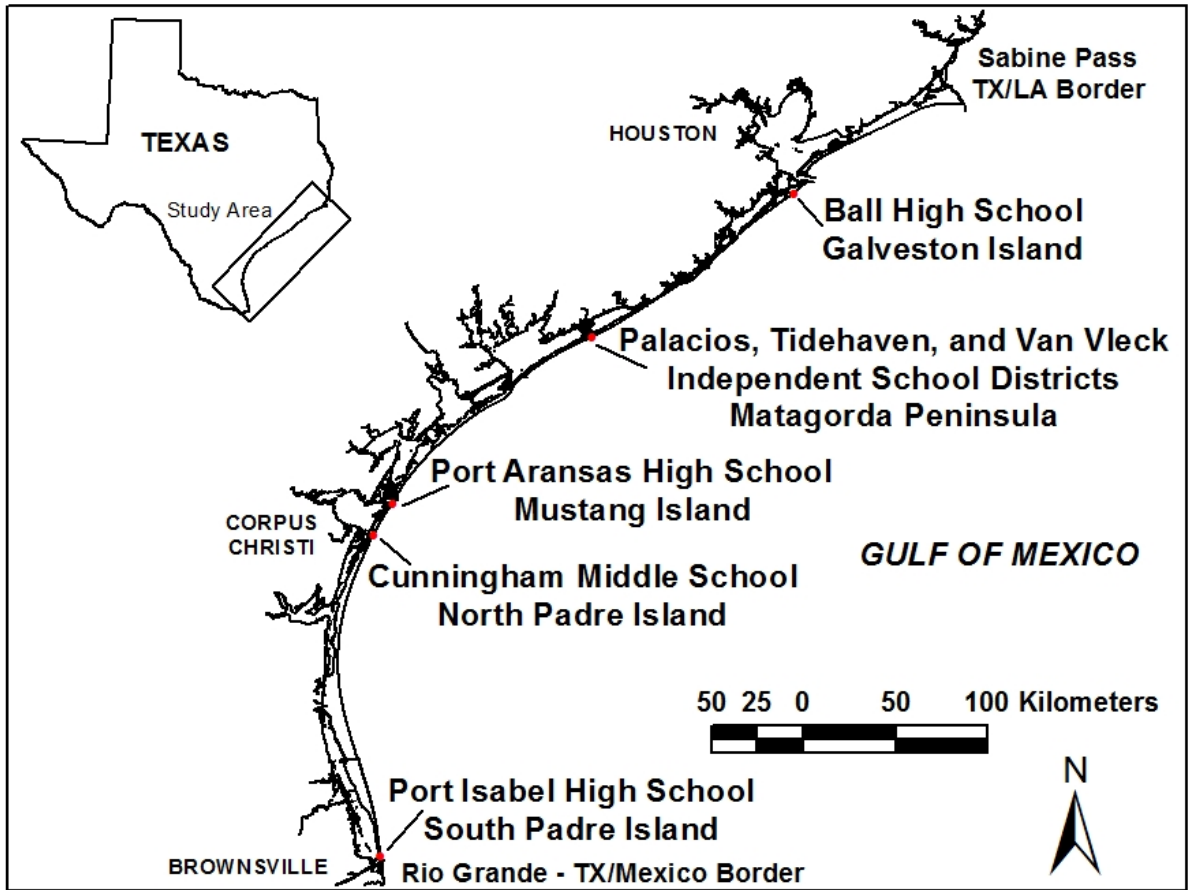 Sabine Pass
TX/LA Border
TEXAS
HOUSTON
Study Area
Ball High School
Galveston Island
Palacios, Tidehaven, and Van Vleck
Independent School Districts
Matagorda Peninsula
Port Aransas High School
Mustang Island
CORPUS
CHRISTI
GULF OF MEXICO
Cunningham Middle School
North Padre Island
50 25 0 50 100 Kilometers
N
Port Isabel High School
South Padre Island
BROWNSVILLE
Rio Grande - TX/Mexico Border